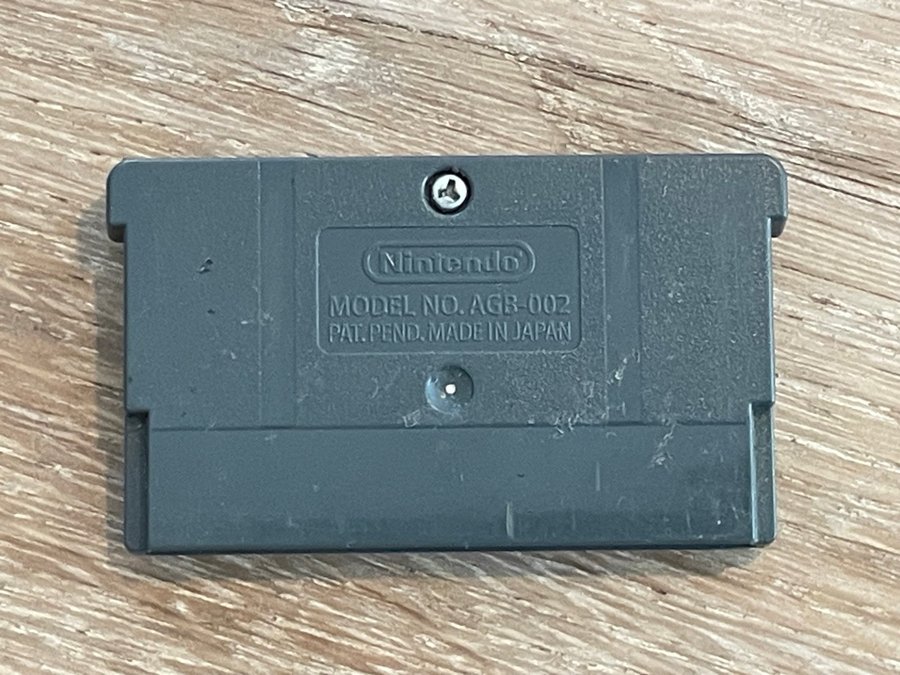 Nintendo
MODEL NO. AGB-002
PAT. PEND. MADE IN JAPAN